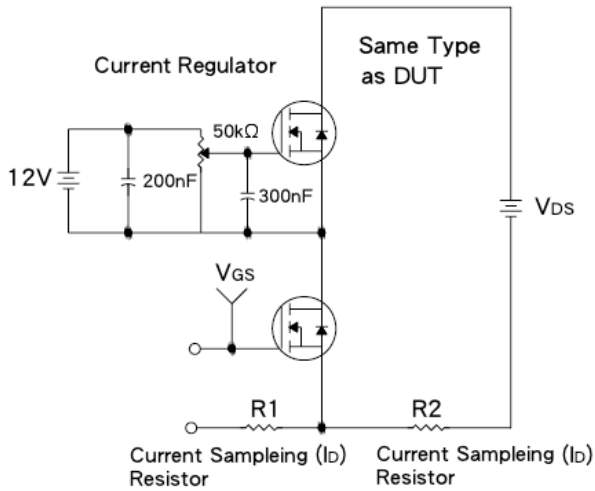 Same Type
as DUT
Current Regulator
50kΩ
12V
200nF
300nF
VDS
VGS
R1
R2
Current Sampleing (ID)
Resistor
Current Sampleing (ID)
Resistor